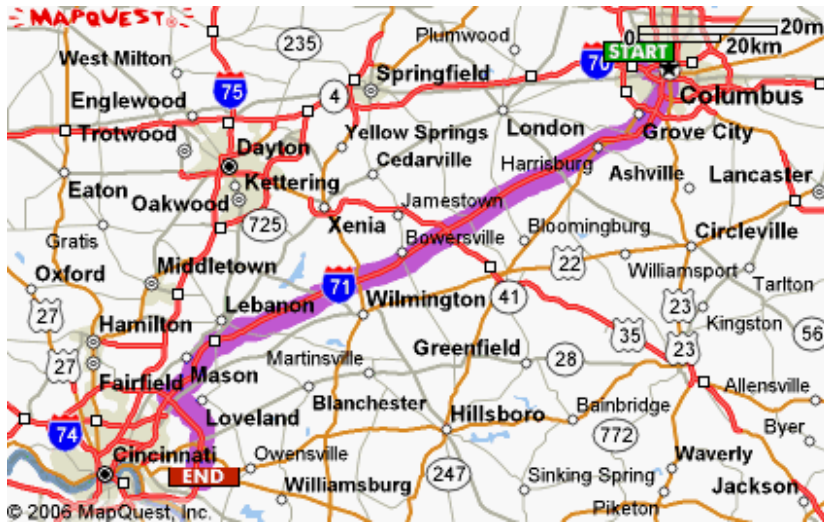 MAPQUEST
235
Plumwood
0 20mi
20km
West Milton
START
70
75
Springfield
4
Columbus
Englewood
London
Trotwood
Yellow Springs
Grove City
Dayton
Harrisburg
Cedarville
Kettering
Ashville
Lancaster
Eaton
Oakwood
Jamestown
Xenia
725
Bloomingburg
Circleville
Gratis
Bowersville
Middletown
22
Williamsport
Tarlton
Oxford
71
Lebanon
Wilmington
41
23
27
Kingston
Hamilton
35
56
Greenfield
23
Martinsville
28
27
Mason
Fairfield
Allensville
Blanchester
Loveland
Hillsboro
Bainbridge
74
Byer
772
Cincinnati
Owensville
Waverly
END
247
Sinking Spring
Williamsburg
Jackson
Piketon
© 2006 MapQuest, Inc.